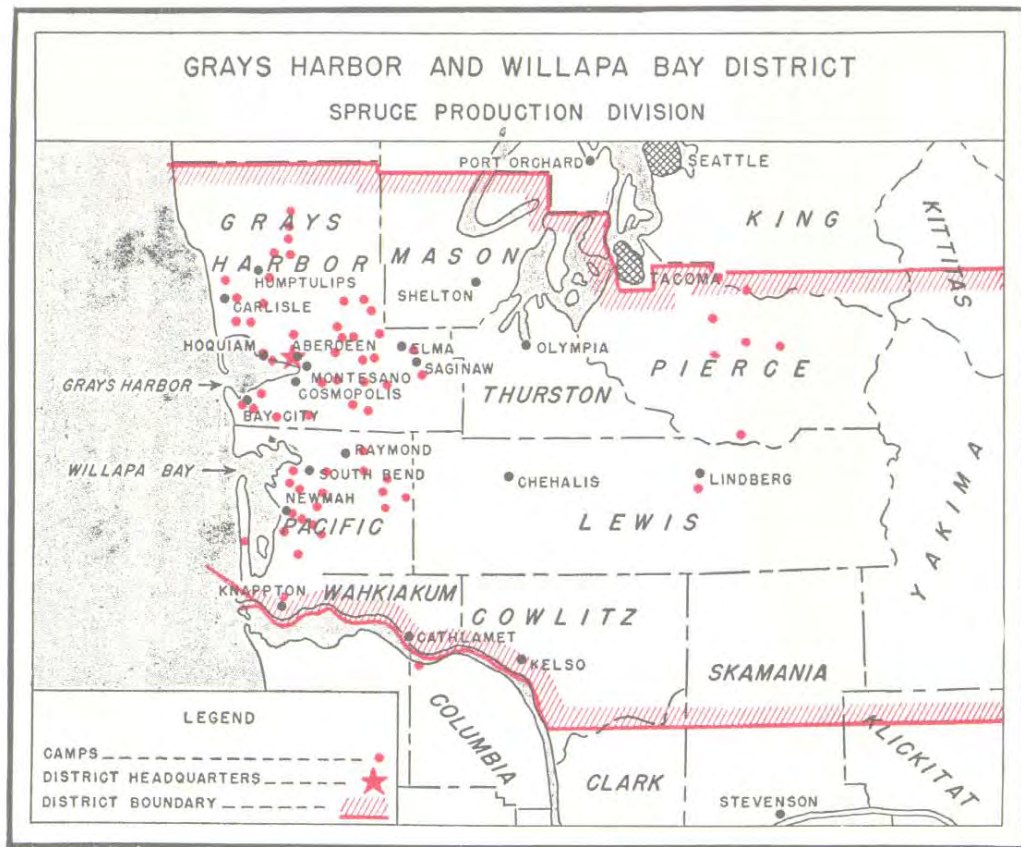 GRAYS HARBOR AND WILLAPA BAY DISTRICT
SPRUCE PRODUCTION DIVISION
PORT ORCHARD
SEATTLE
GRAYS
HARBOR
MASON
KING
KITTITAS
HUMPTULIPS
SHELTON
TACOMA
CARLISLE
HOQUIAM
ABERDEEN
ELMA
OLYMPIA
SAGINAW
PIERCE
MONTESANO
GRAYS HARBOR
COSMOPOLIS
THURSTON
BAY CITY
RAYMOND
WILLAPA BAY
SOUTH BEND
CHEHALIS
LINDBERG
NEWMAH
PACIFIC
LEWIS
YAKIMA
KNAPPTON
WAHKIAKUM
COWLITZ
CATHLAMET
KELSO
SKAMANIA
COLUMBIA
CLARK
KLICKITAT
STEVENSON
LEGEND
CAMPS
DISTRICT HEADQUARTERS
DISTRICT BOUNDARY